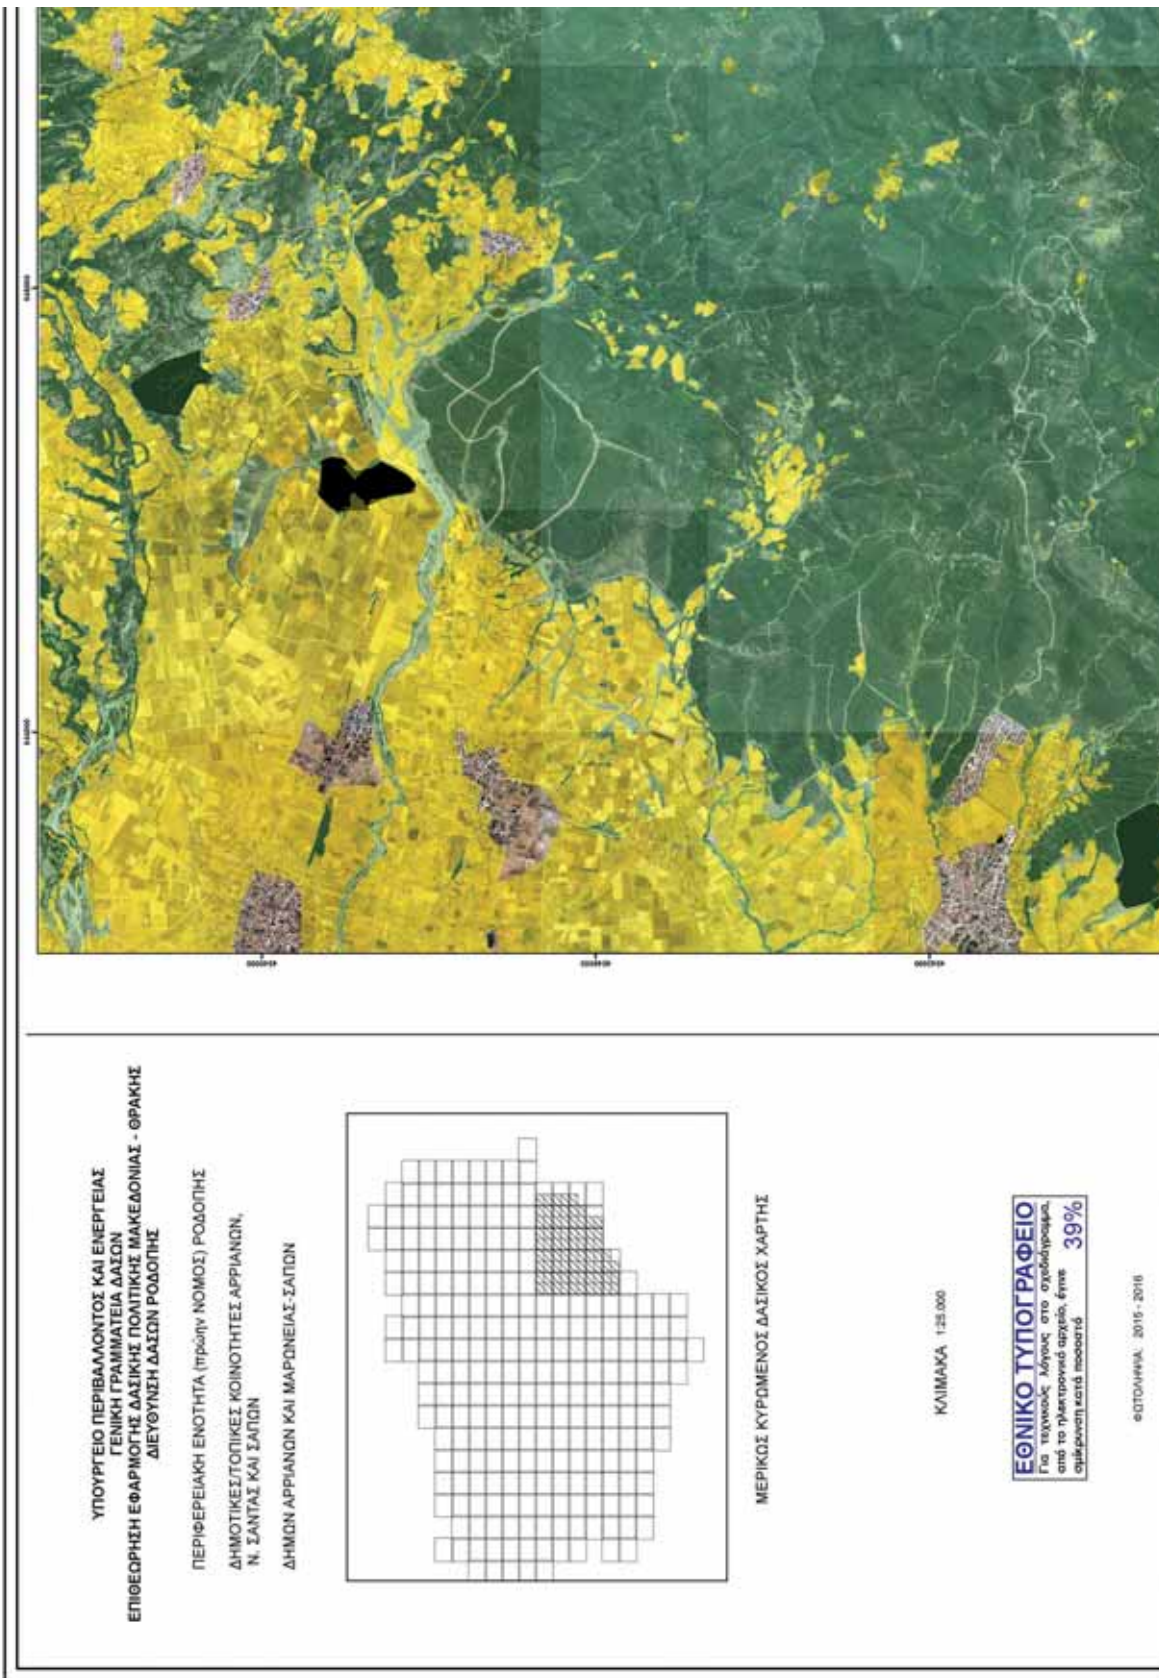 ΥΠΟΥΡΓΕΙΟ ΠΕΡΙΒΑΛΛΟΝΤΟΣ ΚΑΙ ΕΝΕΡΓΕΙΑΣ
ΓΕΝΙΚΗ ΓΡΑΜΜΑΤΕΙΑ ΔΑΣΩΝ
ΕΠΙΘΕΩΡΗΣΗ ΕΦΑΡΜΟΓΗΣ ΔΑΣΙΚΗΣ ΠΟΛΙΤΙΚΗΣ ΜΑΚΕΔΟΝΙΑΣ - ΘΡΑΚΗΣ
ΔΙΕΥΘΥΝΣΗ ΔΑΣΩΝ ΡΟΔΟΠΗΣ
ΠΕΡΙΦΕΡΕΙΑΚΗ ΕΝΟΤΗΤΑ (πρώην ΝΟΜΟΣ) ΡΟΔΟΠΗΣ
ΔΗΜΟΤΙΚΕΣ/ΤΟΠΙΚΕΣ ΚΟΙΝΟΤΗΤΕΣ ΑΡΡΙΑΝΩΝ,
Ν. ΣΑΝΤΑΣ ΚΑΙ ΣΑΠΩΝ
ΔΗΜΩΝ ΑΡΡΙΑΝΩΝ ΚΑΙ ΜΑΡΩΝΕΙΑΣ-ΣΑΠΩΝ
ΜΕΡΙΚΩΣ ΚΥΡΩΜΕΝΟΣ ΔΑΣΙΚΟΣ ΧΑΡΤΗΣ
ΚΛΙΜΑΚΑ 1:25.000
ΕΘΝΙΚΟ ΤΥΠΟΓΡΑΦΕΙΟ
Για τεχνικούς λόγους στο σχεδιάγραμμα,
από το ηλεκτρονικό αρχείο, έγινε
σμίκρυνση κατά ποσοστό 39%
ΦΩΤΟΛΗΨΙΑ: 2015 - 2016